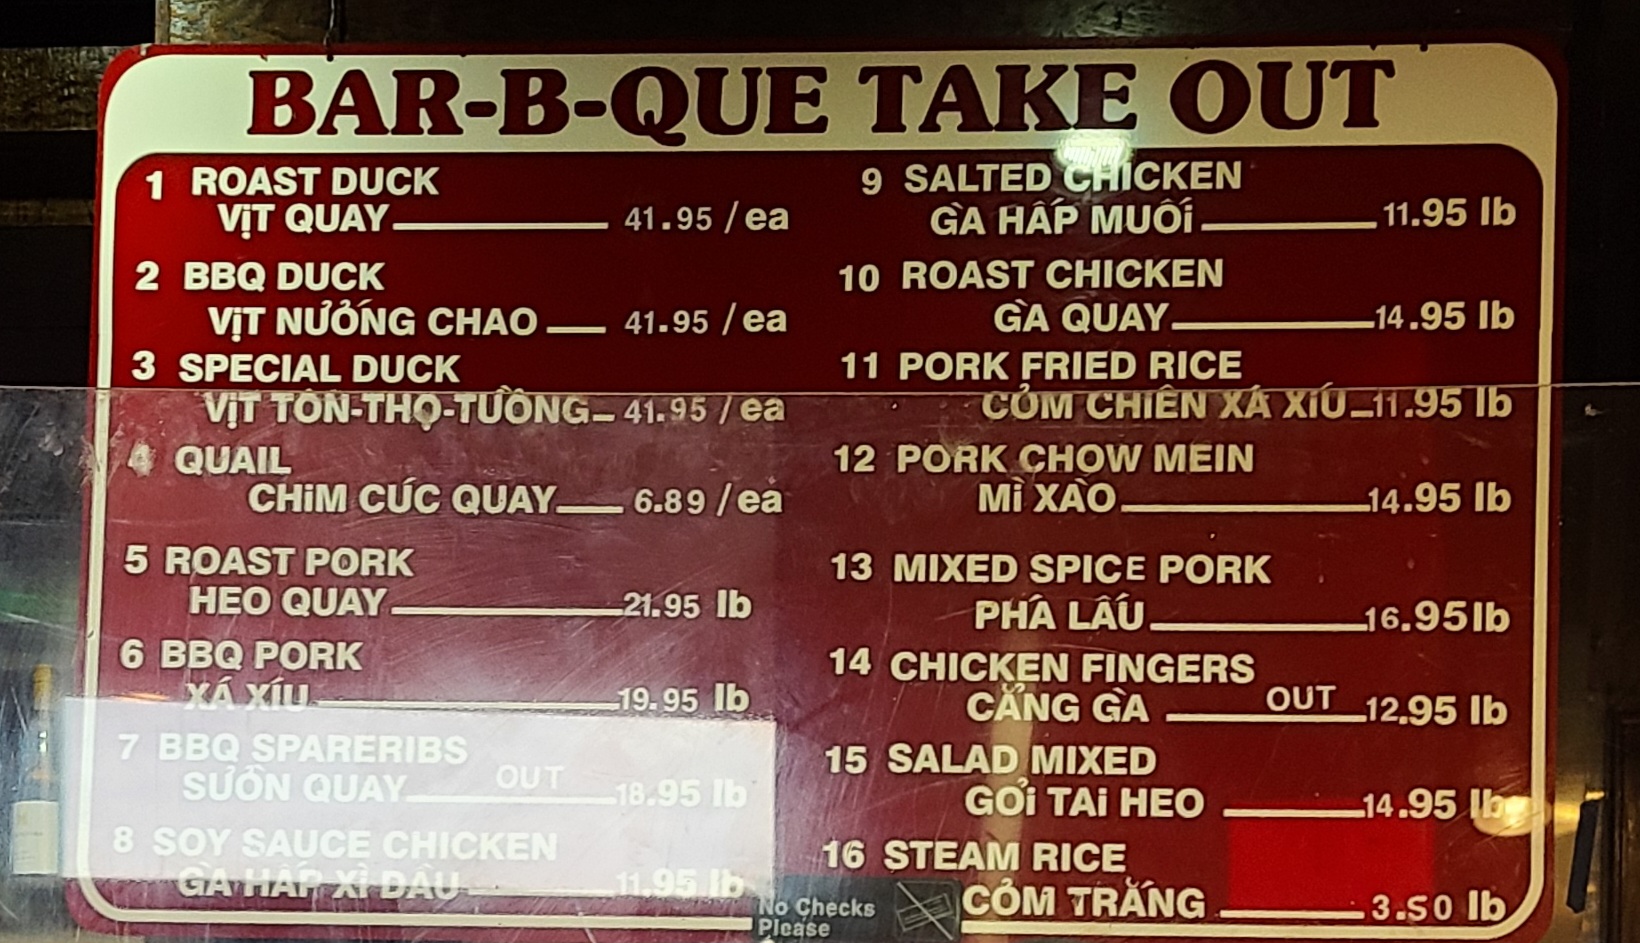 BAR-B-QUE TAKE OUT
1 ROAST DUCK
VịT QUAY 41.95 / ea
2 BBQ DUCK
VịT NƯỚNG CHAO 41.95 / ea
3 SPECIAL DUCK
VịT TÔN-THỌ-TƯỜNG 41.95 / ea
4 QUAIL
CHiM CÚC QUAY 6.89 / ea
5 ROAST PORK
HEO QUAY 21.95 lb
6 BBQ PORK
XÁ XÍU 19.95 lb
7 BBQ SPARERIBS
SƯỜN QUAY OUT 18.95 lb
8 SOY SAUCE CHICKEN
GÀ HẤP XÌ DẦU 11.95 lb
9 SALTED CHICKEN
GÀ HẤP MUỐi 11.95 lb
10 ROAST CHICKEN
GÀ QUAY 14.95 lb
11 PORK FRIED RICE
CỎM CHIÊN XÁ XÍU 11.95 lb
12 PORK CHOW MEIN
MÌ XÀO 14.95 lb
13 MIXED SPICE PORK
PHÁ LẤU 16.95 lb
14 CHICKEN FINGERS
CẲNG GÀ OUT 12.95 lb
15 SALAD MIXED
GỎi TAi HEO 14.95 lb
16 STEAM RICE
CỎM TRẮNG 3.50 lb
No Checks
Please